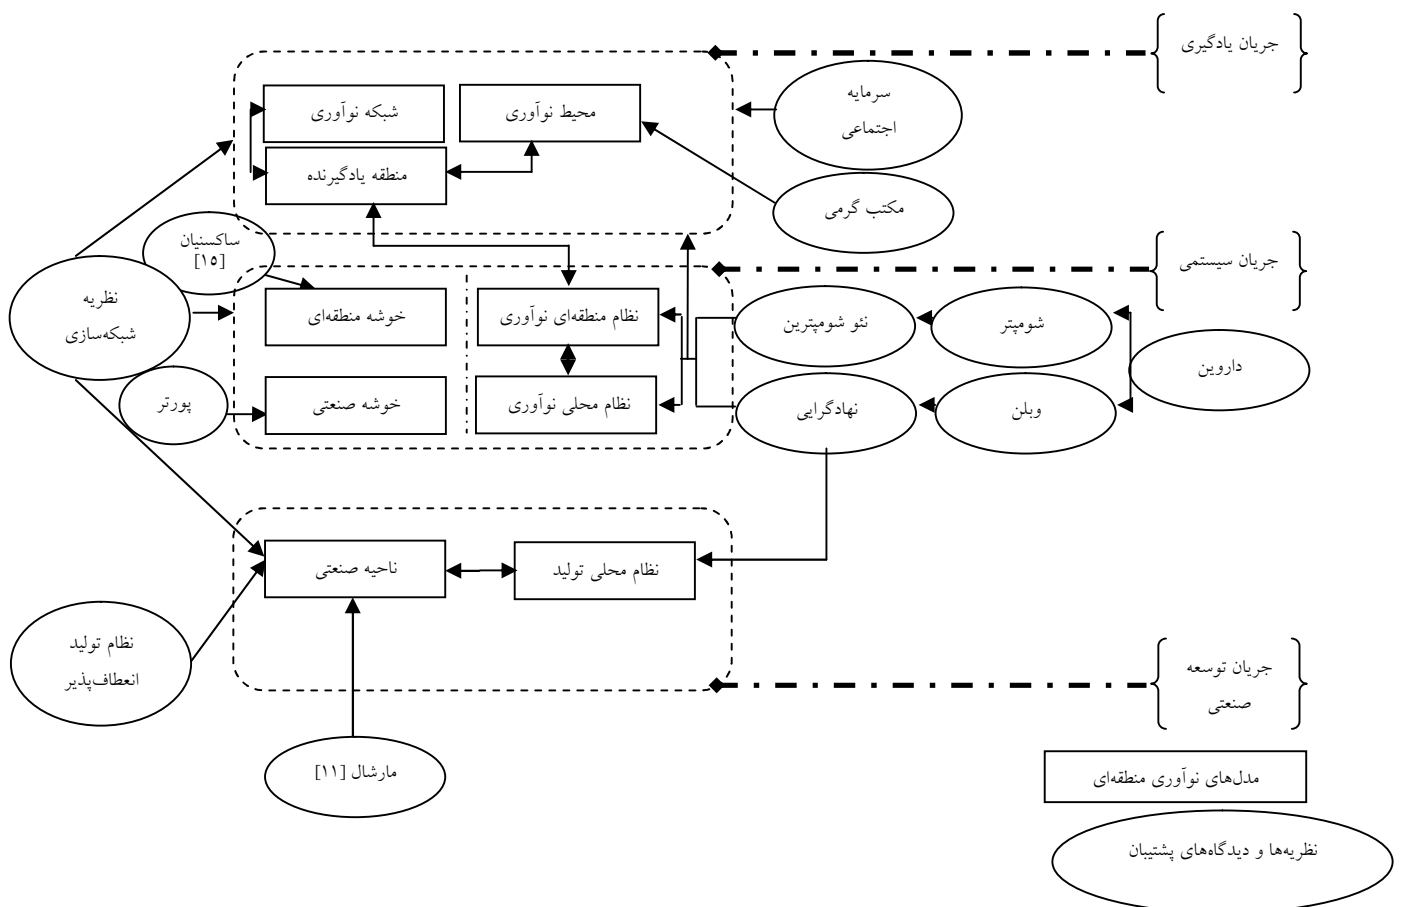 جریان یادگیری
سرمایه
اجتماعی
محیط نوآوری
شبکه نوآوری
منطقه یادگیرنده
مکتب گرمی
ساکسنیان
[۱۵]
جریان سیستمی
نظریه
شبکه‌سازی
خوشه منطقه‌ای
نظام منطقه‌ای نوآوری
نئو شومپترین
شومپتر
داروین
پورتر
خوشه صنعتی
نظام محلی نوآوری
نهادگرایی
وبلن
ناحیه صنعتی
نظام محلی تولید
نظام تولید
انعطاف‌پذیر
جریان توسعه
صنعتی
مارشال [۱۱]
مدل‌های نوآوری منطقه‌ای
نظریه‌ها و دیدگاه‌های پشتیبان